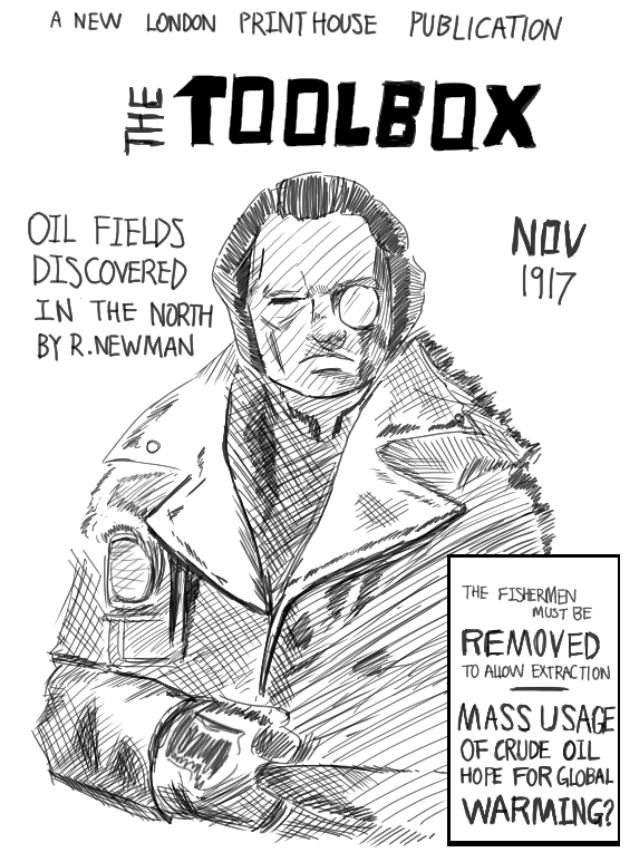 A NEW LONDON PRINTHOUSE PUBLICATION
THE TOOLBOX
OIL FIELDS
DISCOVERED
IN THE NORTH
BY R.NEWMAN
NOV
1917
THE FISHERMEN
MUST BE
REMOVED
TO ALLOW EXTRACTION
MASS USAGE
OF CRUDE OIL
HOPE FOR GLOBAL
WARMING?